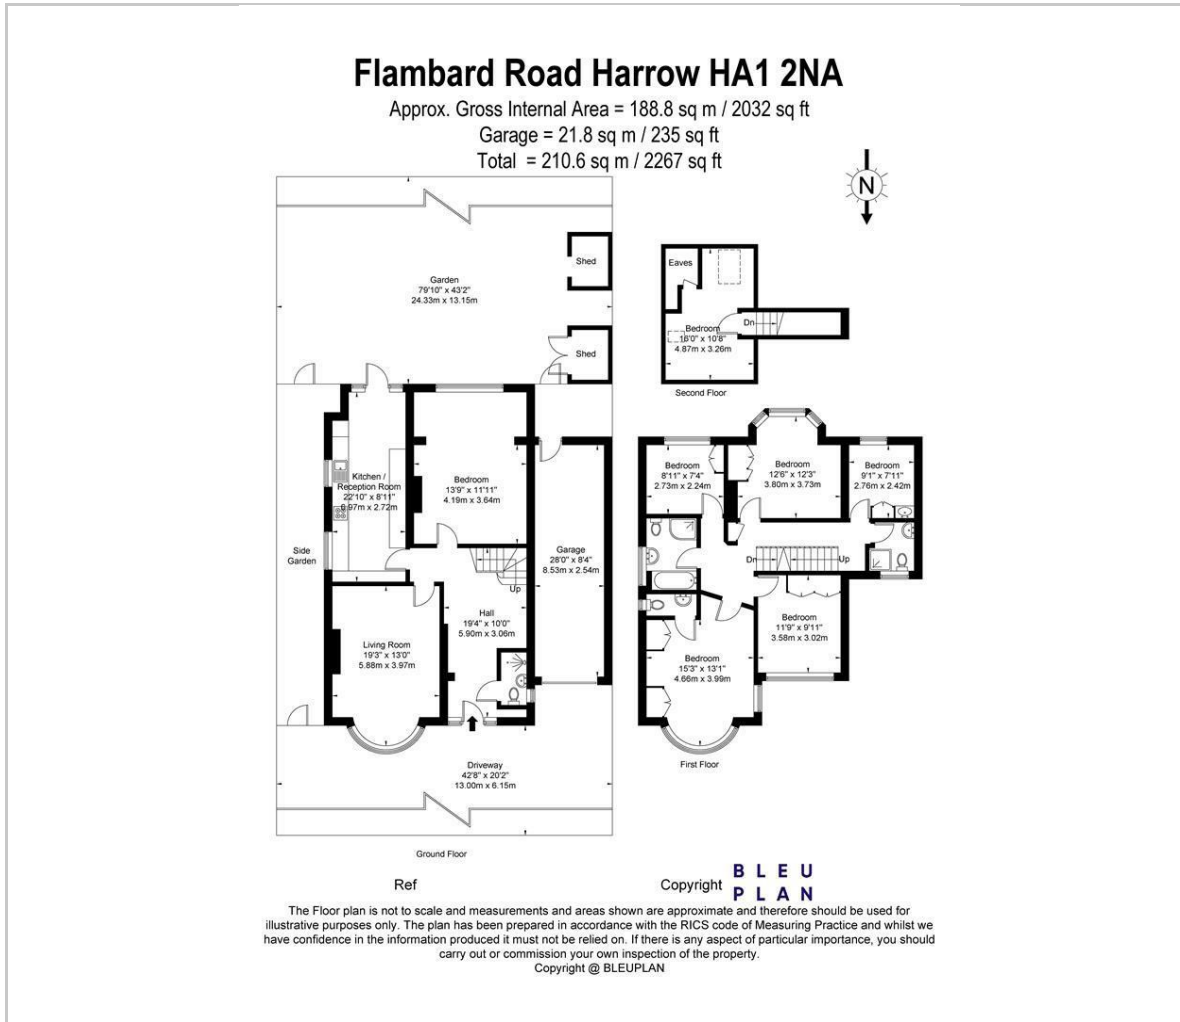 Flambard Road Harrow HA1 2NA
Approx. Gross Internal Area = 188.8 sq m / 2032 sq ft
Garage = 21.8 sq m / 235 sq ft
Total = 210.6 sq m / 2267 sq ft
N
Shed
Garden
79'10" x 43'2"
24.33m x 13.15m
Shed
Eaves
Dn
Bedroom
16'0" x 10'8"
4.87m x 3.26m
Second Floor
Kitchen /
Reception Room
22'10" x 8'11"
6.97m x 2.72m
Bedroom
13'9" x 11'11"
4.19m x 3.64m
Side
Garden
Garage
28'0" x 8'4"
8.53m x 2.54m
Up
Hall
19'4" x 10'0"
5.90m x 3.06m
Living Room
19'3" x 13'0"
5.88m x 3.97m
Driveway
42'8" x 20'2"
13.00m x 6.15m
Ground Floor
Bedroom
8'11" x 7'4"
2.73m x 2.24m
Bedroom
12'6" x 12'3"
3.80m x 3.73m
Bedroom
9'1" x 7'11"
2.76m x 2.42m
Dn
Up
Bedroom
11'9" x 9'11"
3.58m x 3.02m
Bedroom
15'3" x 13'1"
4.66m x 3.99m
First Floor
Ref
Copyright
BLEU
PLAN
The Floor plan is not to scale and measurements and areas shown are approximate and therefore should be used for
illustrative purposes only. The plan has been prepared in accordance with the RICS code of Measuring Practice and whilst we
have confidence in the information produced it must not be relied on. If there is any aspect of particular importance, you should
carry out or commission your own inspection of the property.
Copyright @ BLEUPLAN